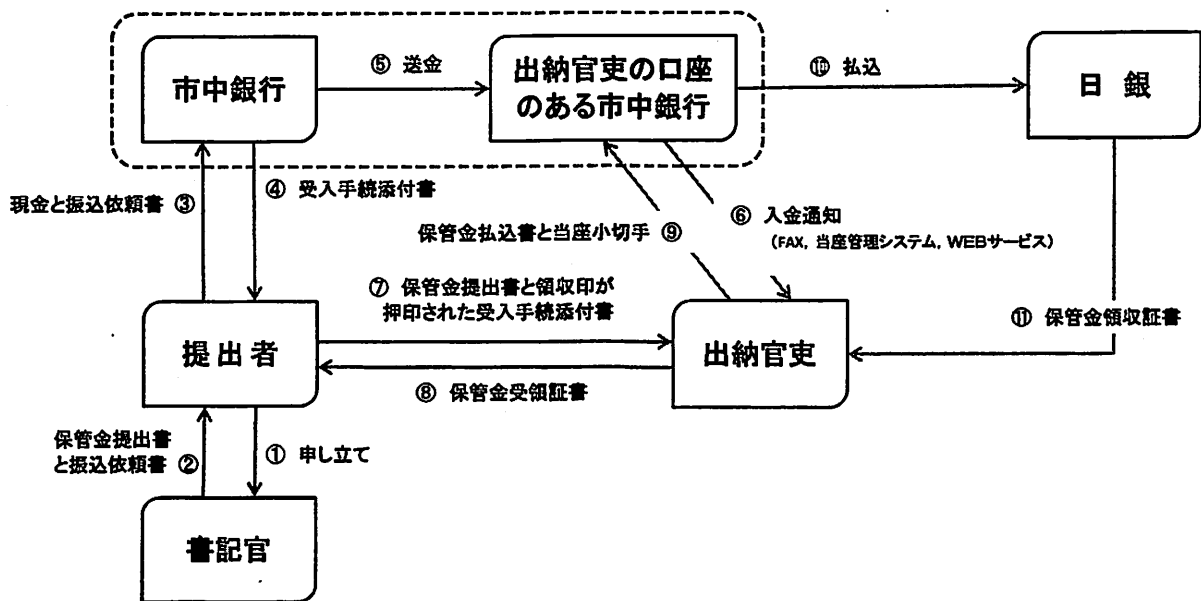 市中銀行
⑤ 送金
出納官吏の口座
のある市中銀行
⑩ 払込
日 銀
現金と振込依頼書 ③
④ 受入手続添付書
保管金払込書と当座小切手 ⑨
⑥ 入金通知
(FAX, 当座管理システム, WEBサービス)
⑦ 保管金提出書と領収印が
押印された受入手続添付書
⑪ 保管金領収証書
提出者
出納官吏
⑧ 保管金受領証書
保管金提出書
と振込依頼書 ②
① 申し立て
書記官